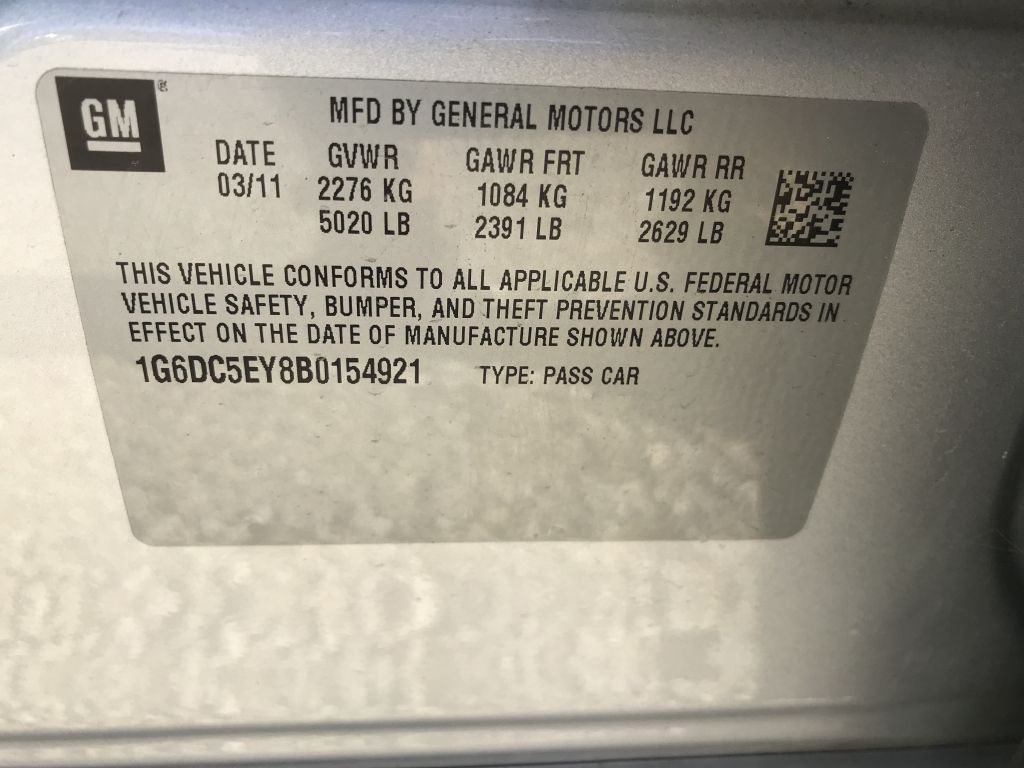 GM ®
MFD BY GENERAL MOTORS LLC
DATE GVWR GAWR FRT GAWR RR
03/11 2276 KG 1084 KG 1192 KG
5020 LB 2391 LB 2629 LB
THIS VEHICLE CONFORMS TO ALL APPLICABLE U.S. FEDERAL MOTOR
VEHICLE SAFETY, BUMPER, AND THEFT PREVENTION STANDARDS IN
EFFECT ON THE DATE OF MANUFACTURE SHOWN ABOVE.
1G6DC5EY8B0154921 TYPE: PASS CAR